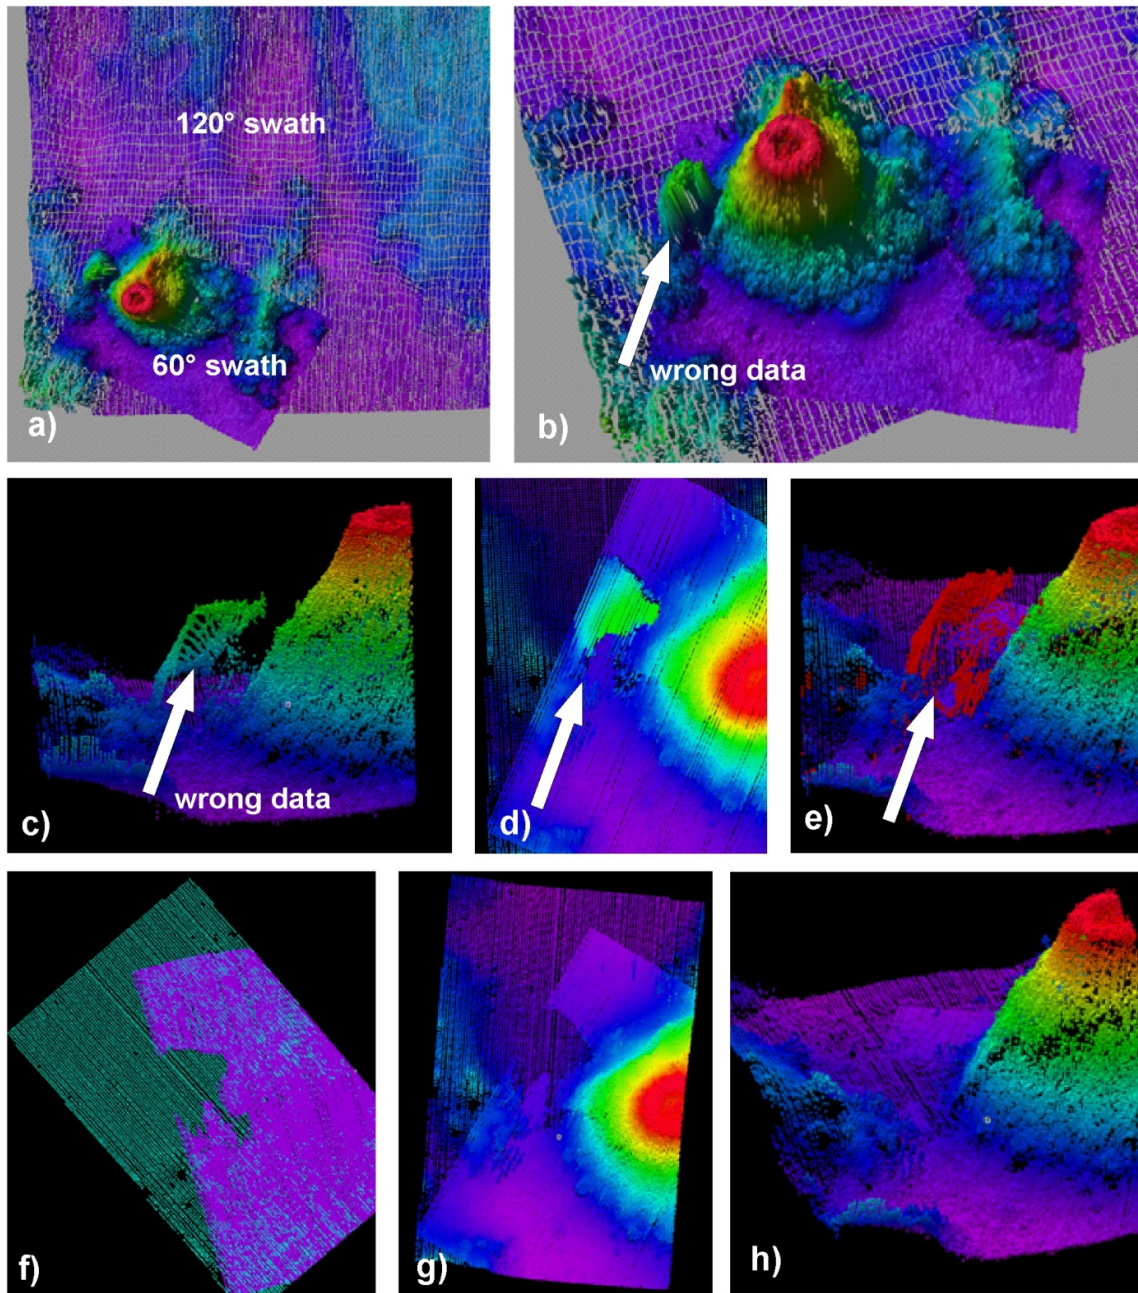 120° swath
60° swath
a)
wrong data
b)
wrong data
c)
d)
e)
f)
g)
h)